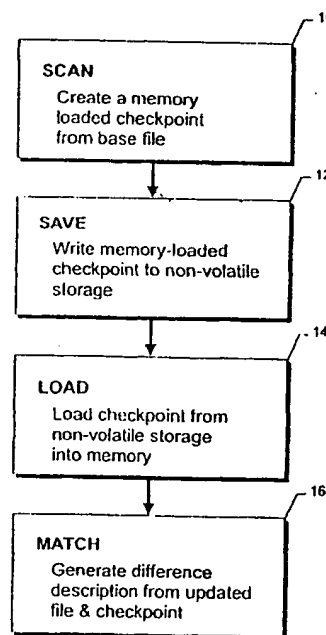 SCAN
Create a memory
loaded checkpoint
from base file
12
SAVE
Write memory-loaded
checkpoint to non-volatile
storage
14
LOAD
Load checkpoint from
non-volatile storage
into memory
16
MATCH
Generate difference
description from updated
file & checkpoint